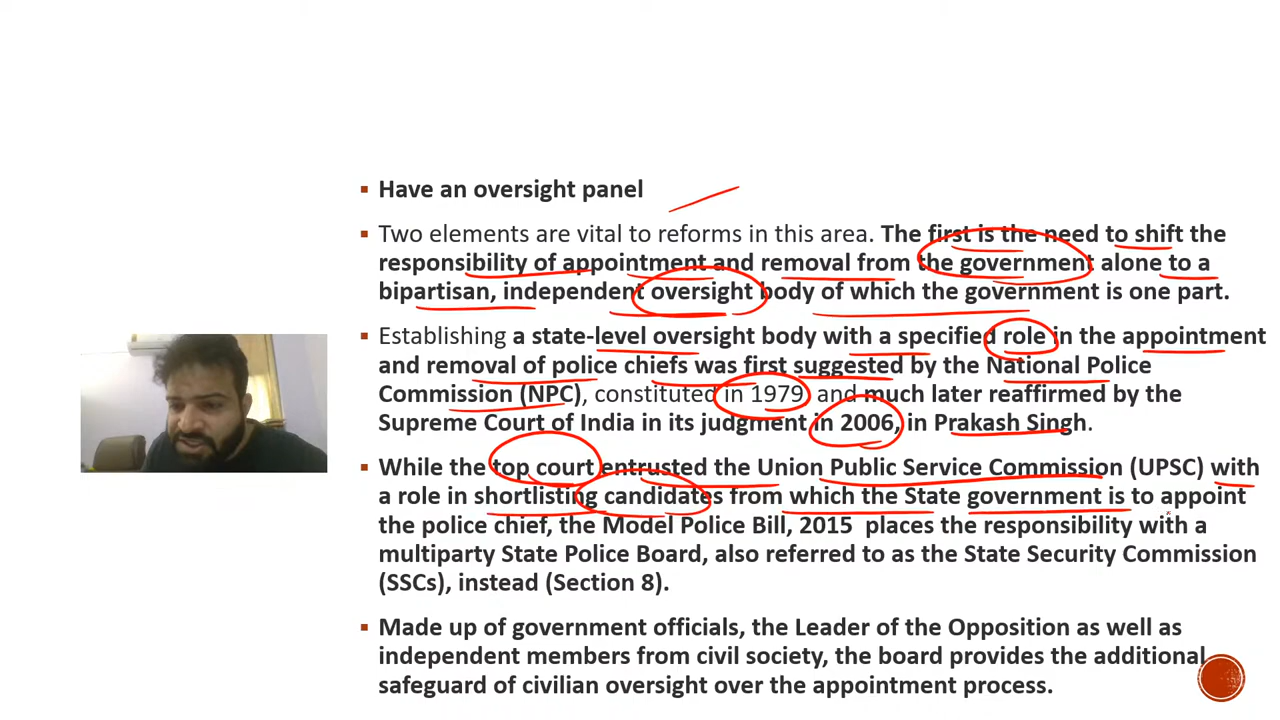 Have an oversight panel
Two elements are vital to reforms in this area. The first is the need to shift the
responsibility of appointment and removal from the government alone to a
bipartisan, independent oversight body of which the government is one part.
Establishing a state-level oversight body with a specified role in the appointment
and removal of police chiefs was first suggested by the National Police
Commission (NPC), constituted in 1979, and much later reaffirmed by the
Supreme Court of India in its judgment in 2006, in Prakash Singh.
While the top court entrusted the Union Public Service Commission (UPSC) with
a role in shortlisting candidates from which the State government is to appoint
the police chief, the Model Police Bill, 2015 places the responsibility with a
multiparty State Police Board, also referred to as the State Security Commission
(SSCs), instead (Section 8).
Made up of government officials, the Leader of the Opposition as well as
independent members from civil society, the board provides the additional
safeguard of civilian oversight over the appointment process.